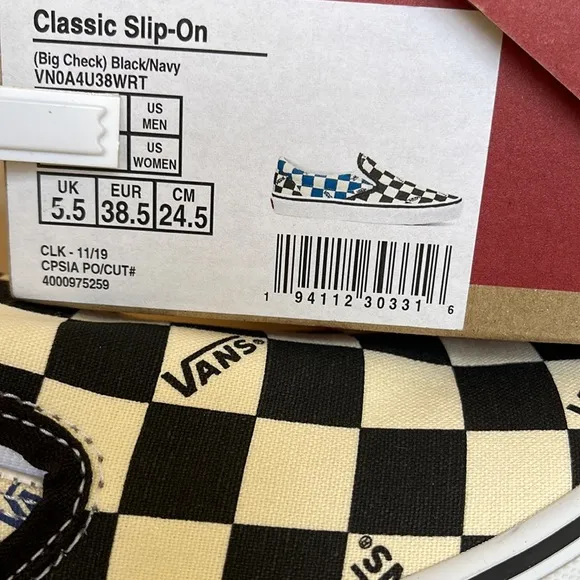 Classic Slip-On
(Big Check) Black/Navy
VN0A4U38WRT
US
MEN
US
WOMEN
UK EUR CM
5.5 38.5 24.5
CLK - 11/19
CPSIA PO/CUT#
4000975259
1 94112 30331 6
VANS®
VANS®